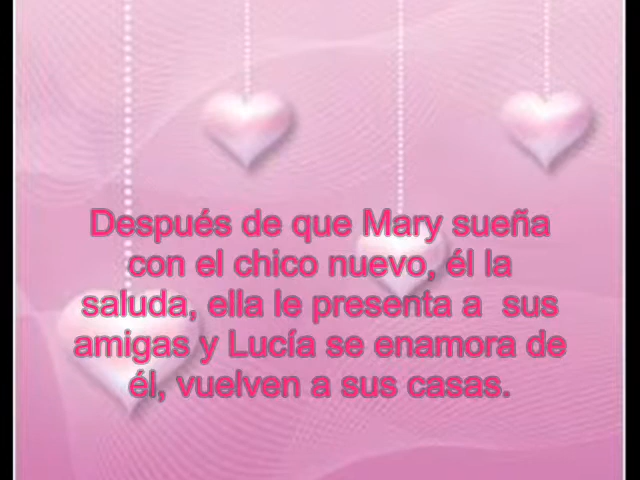 Después de que Mary sueña
con el chico nuevo, él la
saluda, ella le presenta a  sus
amigas y Lucía se enamora de
él, vuelven a sus casas.